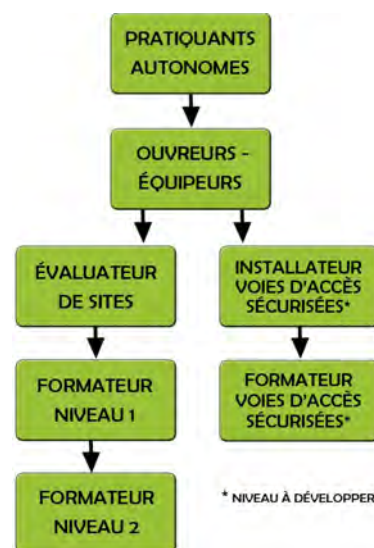 PRATIQUANTS
AUTONOMES
OUVREURS -
ÉQUIPEURS
ÉVALUATEUR
DE SITES
INSTALLATEUR
VOIES D'ACCÈS
SÉCURISÉES*
FORMATEUR
NIVEAU 1
FORMATEUR
VOIES D'ACCÈS
SÉCURISÉES*
FORMATEUR
NIVEAU 2
* NIVEAU À DÉVELOPPER